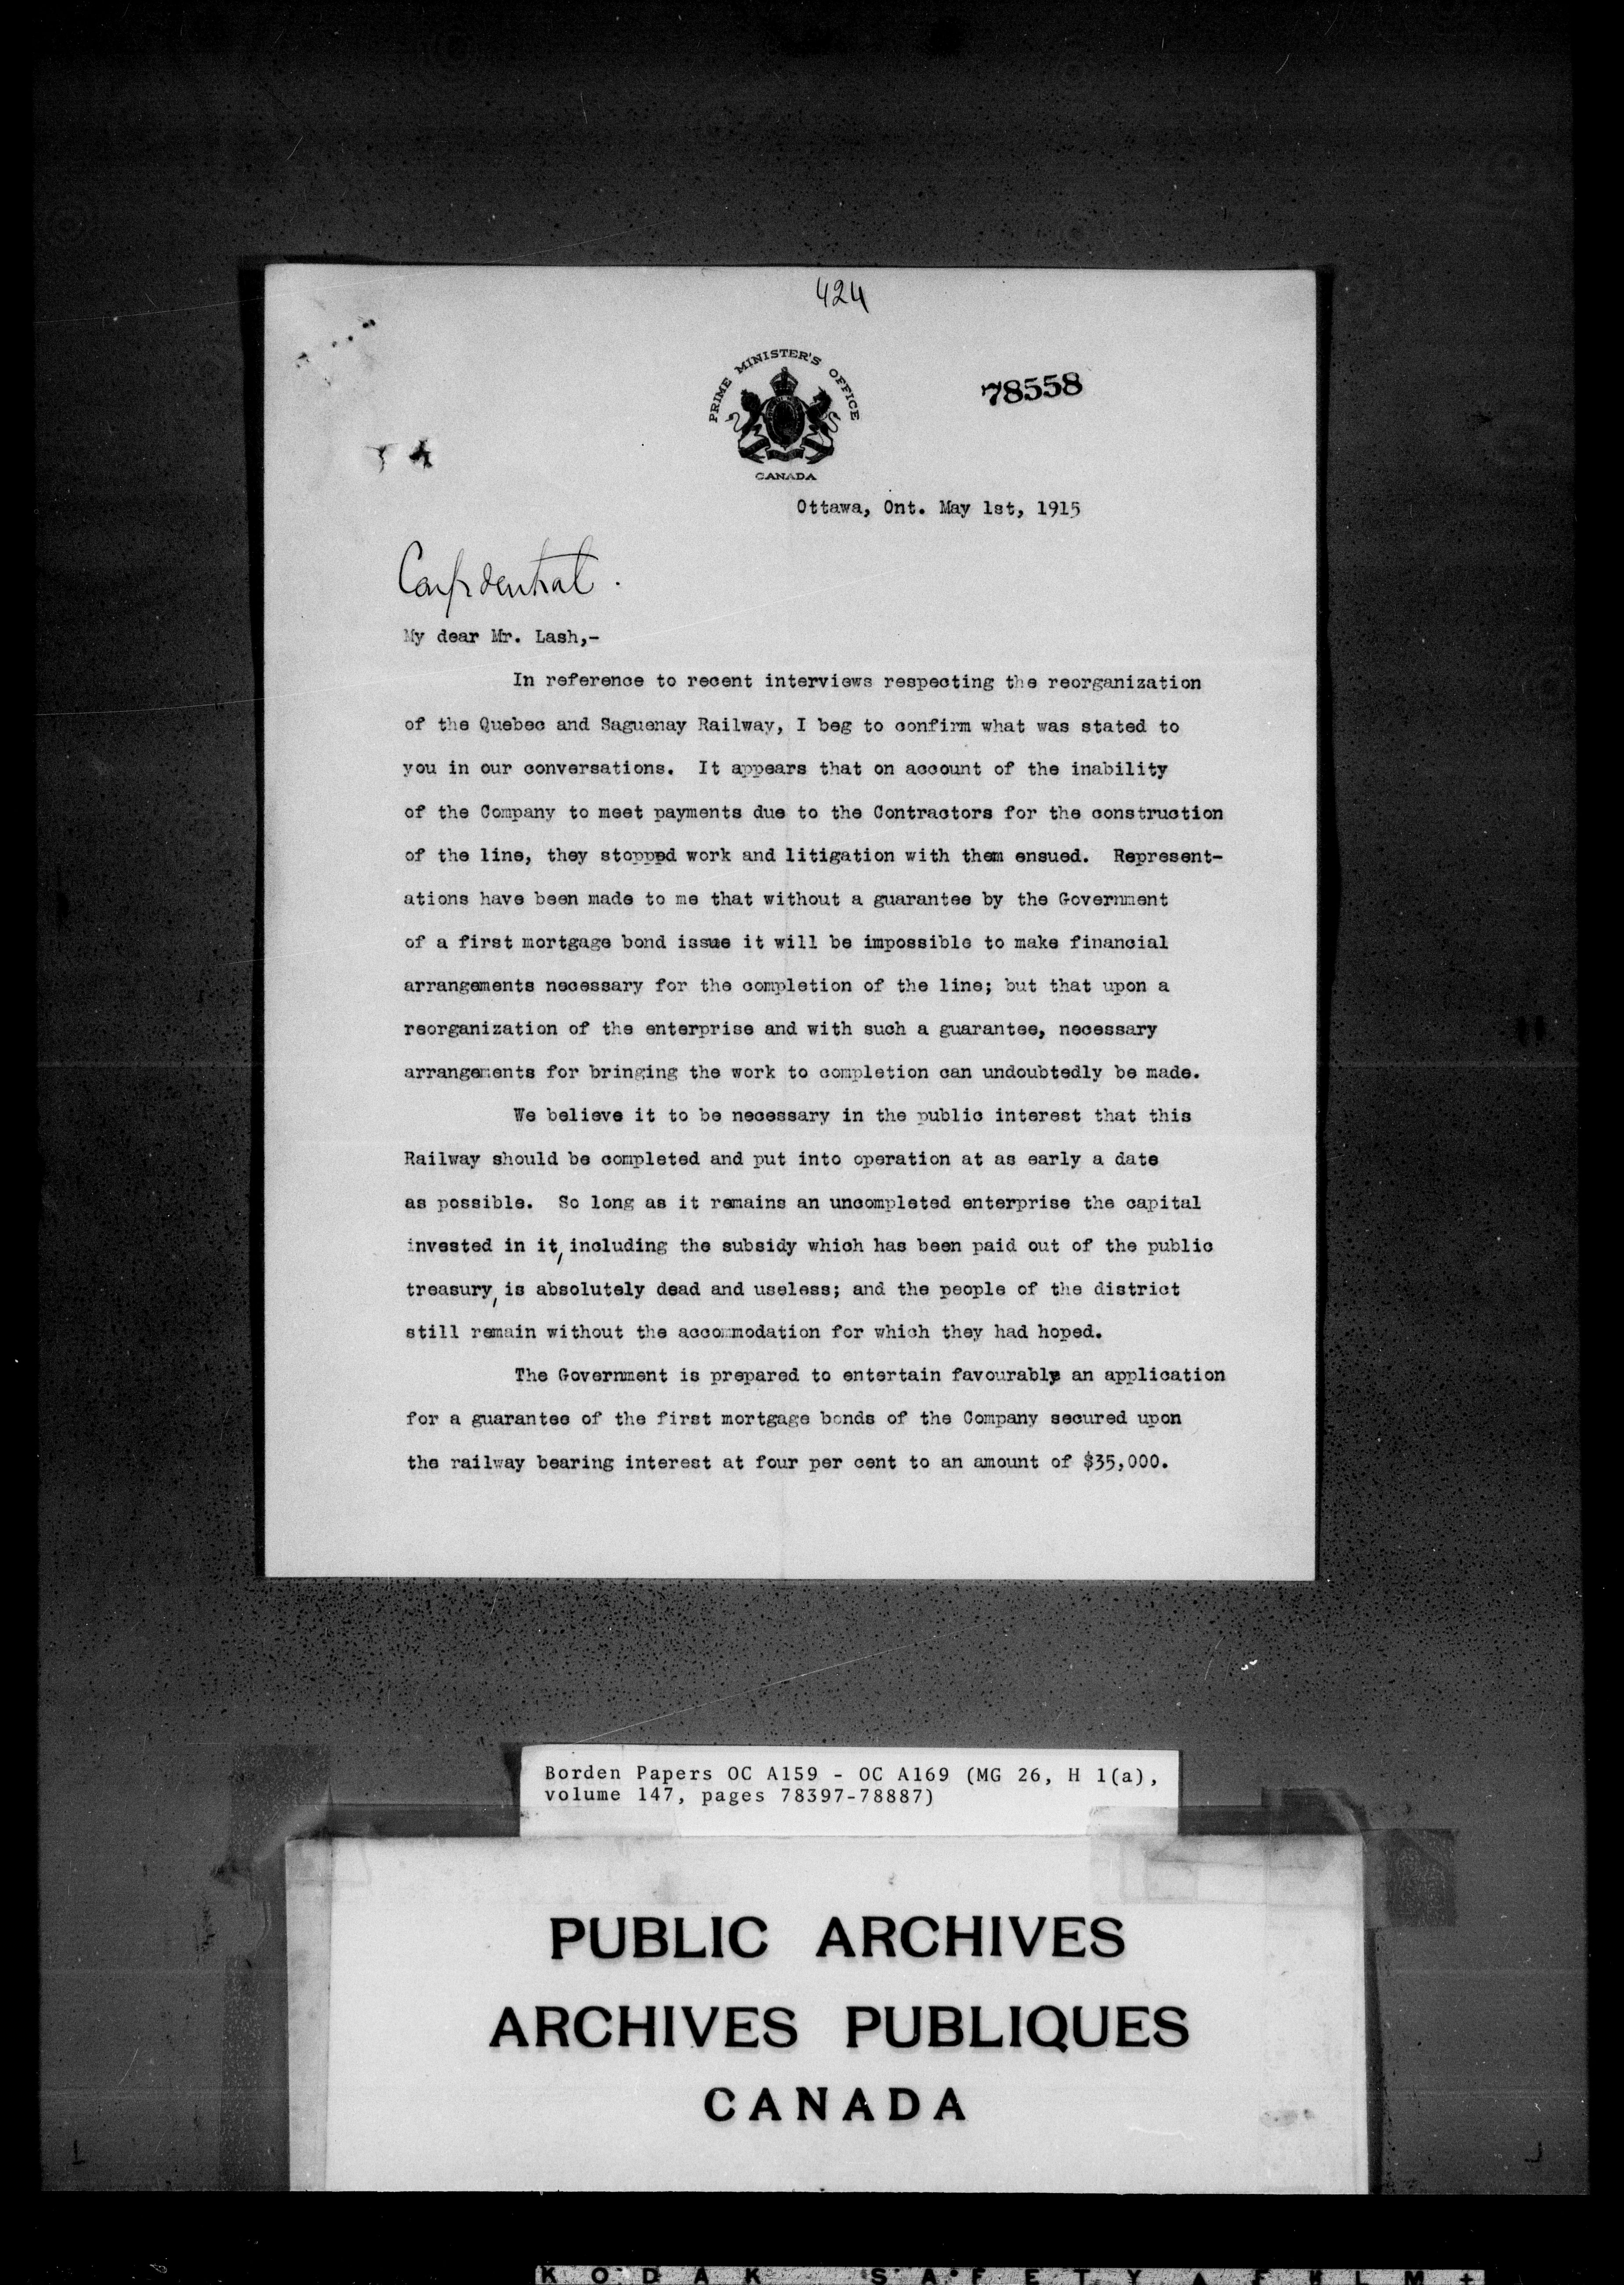 424
PRIME MINISTER'S OFFICE
CANADA
78558
Ottawa, Ont. May 1st, 1915
Confidential.
My dear Mr. Lash,-
In reference to recent interviews respecting the reorganization
of the Quebec and Saguenay Railway, I beg to confirm what was stated to
you in our conversations. It appears that on account of the inability
of the Company to meet payments due to the Contractors for the construction
of the line, they stopped work and litigation with them ensued. Represent-
ations have been made to me that without a guarantee by the Government
of a first mortgage bond issue it will be impossible to make financial
arrangements necessary for the completion of the line; but that upon a
reorganization of the enterprise and with such a guarantee, necessary
arrangements for bringing the work to completion can undoubtedly be made.
We believe it to be necessary in the public interest that this
Railway should be completed and put into operation at as early a date
as possible. So long as it remains an uncompleted enterprise the capital
invested in it, including the subsidy which has been paid out of the public
treasury, is absolutely dead and useless; and the people of the district
still remain without the accommodation for which they had hoped.
The Government is prepared to entertain favourably an application
for a guarantee of the first mortgage bonds of the Company secured upon
the railway bearing interest at four per cent to an amount of $35,000.
Borden Papers OC A159 - OC A169 (MG 26, H 1(a),
volume 147, pages 78397-78887)
PUBLIC ARCHIVES
ARCHIVES PUBLIQUES
CANADA
KODAK SAFETY FILM